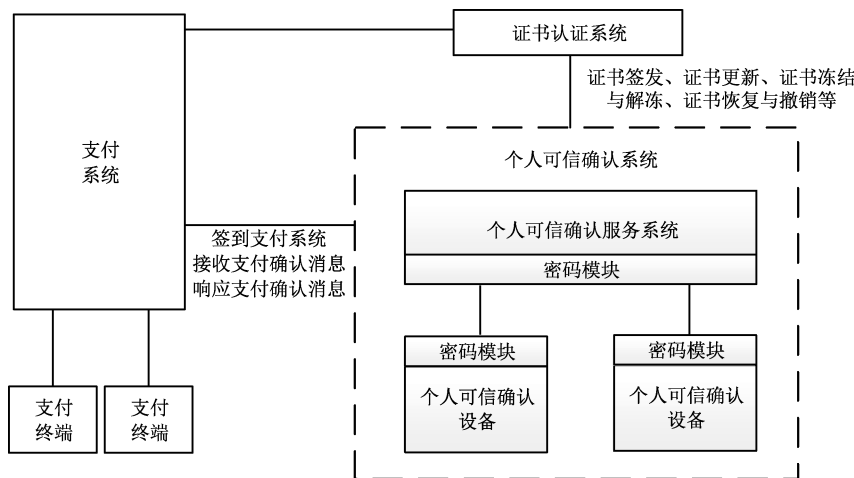 证书认证系统
证书签发、证书更新、证书冻结
与解冻、证书恢复与撤销等
支付
系统
个人可信确认系统
签到支付系统
接收支付确认消息
响应支付确认消息
个人可信确认服务系统
密码模块
密码模块
个人可信确认
设备
密码模块
个人可信确认
设备
支付
终端
支付
终端